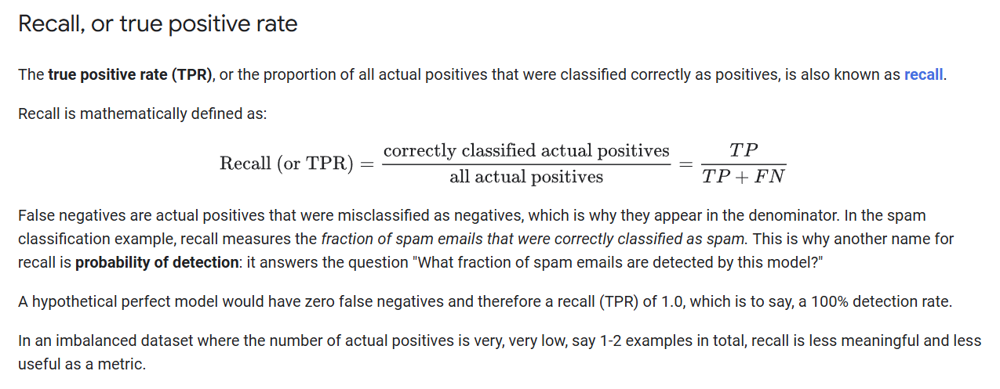 Recall, or true positive rate
The true positive rate (TPR), or the proportion of all actual positives that were classified correctly as positives, is also known as recall.
Recall is mathematically defined as:
Recall (or TPR) = correctly classified actual positives / all actual positives = TP / TP + FN
False negatives are actual positives that were misclassified as negatives, which is why they appear in the denominator. In the spam
classification example, recall measures the fraction of spam emails that were correctly classified as spam. This is why another name for
recall is probability of detection: it answers the question "What fraction of spam emails are detected by this model?"
A hypothetical perfect model would have zero false negatives and therefore a recall (TPR) of 1.0, which is to say, a 100% detection rate.
In an imbalanced dataset where the number of actual positives is very, very low, say 1-2 examples in total, recall is less meaningful and less
useful as a metric.